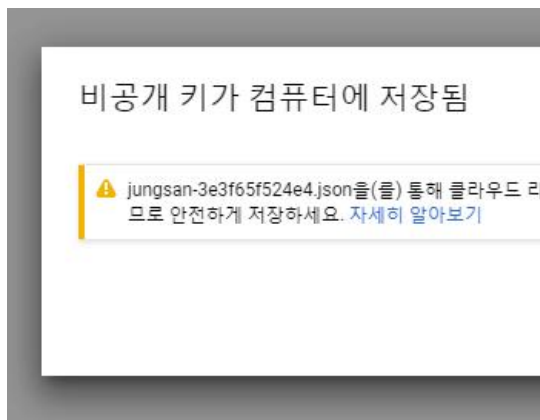 비공개 키가 컴퓨터에 저장됨
jungsan-3e3f65f524e4.json을(를) 통해 클라우드 리
므로 안전하게 저장하세요. 자세히 알아보기